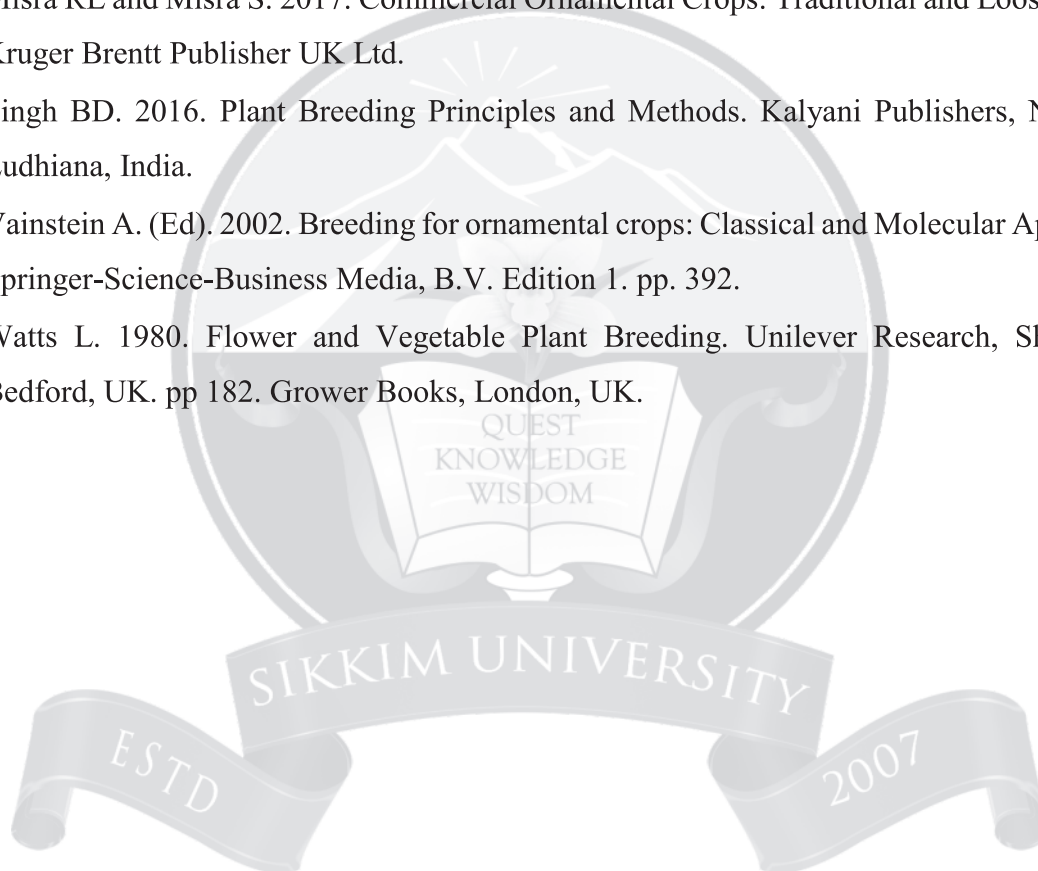 Misra RL and Misra S. 2017. Commercial Ornamental Crops: Traditional and Loos
Kruger Brentt Publisher UK Ltd.
ingh BD. 2016. Plant Breeding Principles and Methods. Kalyani Publishers, N
Ludhiana, India.
Vainstein A. (Ed). 2002. Breeding for ornamental crops: Classical and Molecular Ap
pringer-Science-Business Media, B.V. Edition 1. pp. 392.
Watts L. 1980. Flower and Vegetable Plant Breeding. Unilever Research, Sh
Bedford, UK. pp 182. Grower Books, London, UK.
QUEST
KNOWLEDGE
WISDOM
SIKKIM UNIVERSITY
ESTD
2007